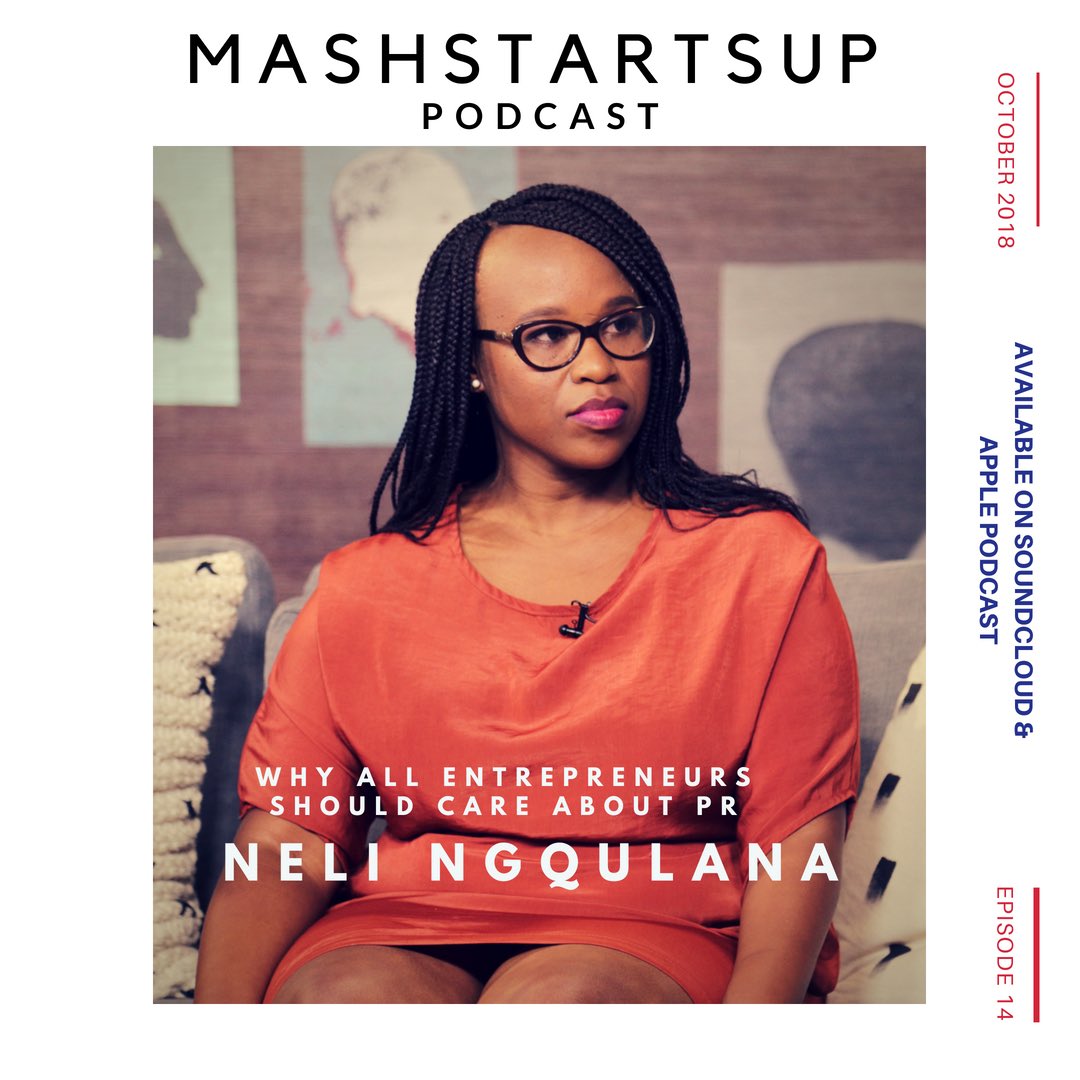 MASHSTARTSUP
PODCAST
OCTOBER 2018
AVAILABLE ON SOUNDCLOUD &
APPLE PODCAST
WHY ALL ENTREPRENEURS
SHOULD CARE ABOUT PR
NELI NGQULANA
EPISODE 14